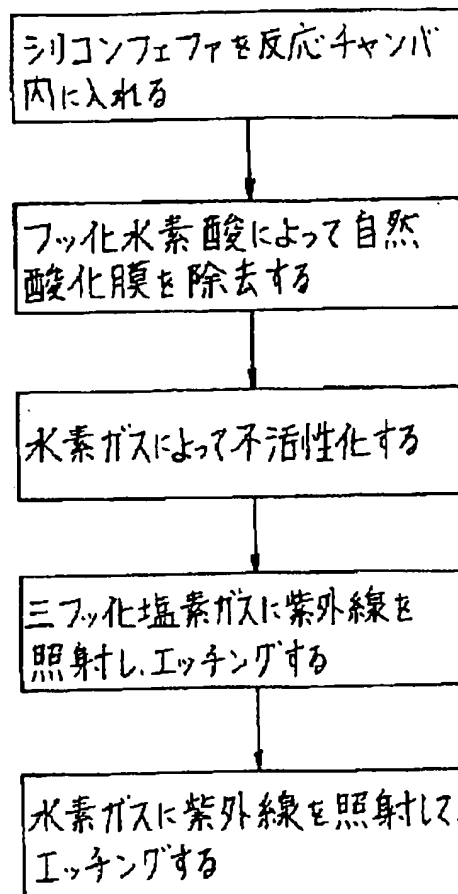 シリコンフェファを反応チャンバ
内に入れる
フッ化水素酸によって自然
酸化膜を除去する
水素ガスによって不活性化する
三フッ化塩素ガスに紫外線を
照射し、エッチングする
水素ガスに紫外線を照射して、
エッチングする